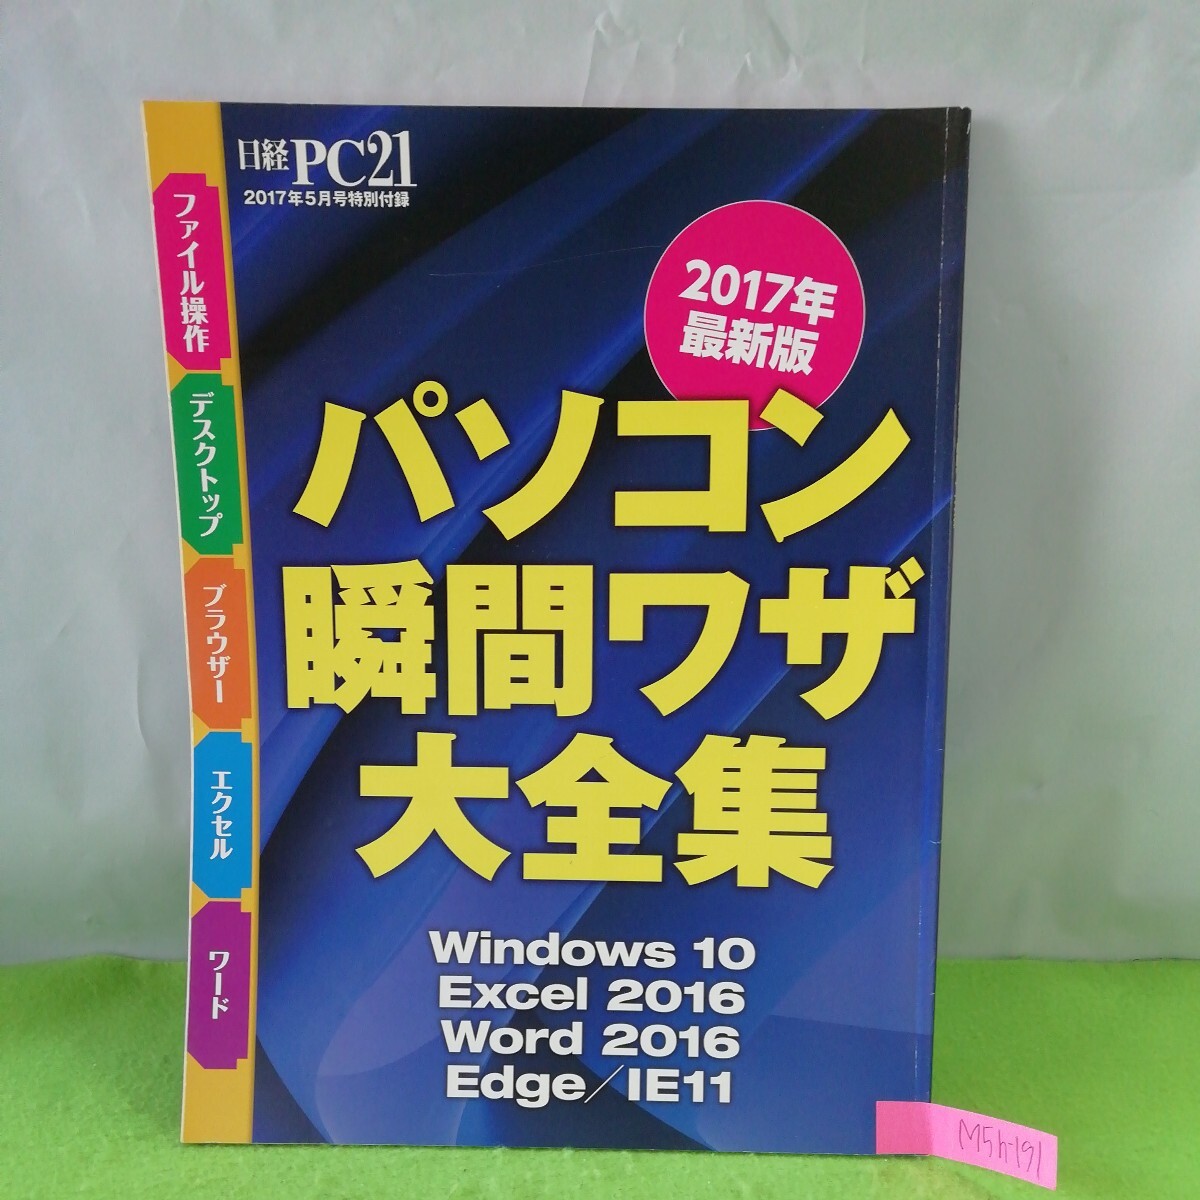 日経PC21
2017年5月号特別付録
2017年
最新版
パソコン
瞬間ワザ
大全集
Windows 10
Excel 2016
Word 2016
Edge/IE11
ファイル操作
デスクトップ
ブラウザー
エクセル
ワード
M5h-191